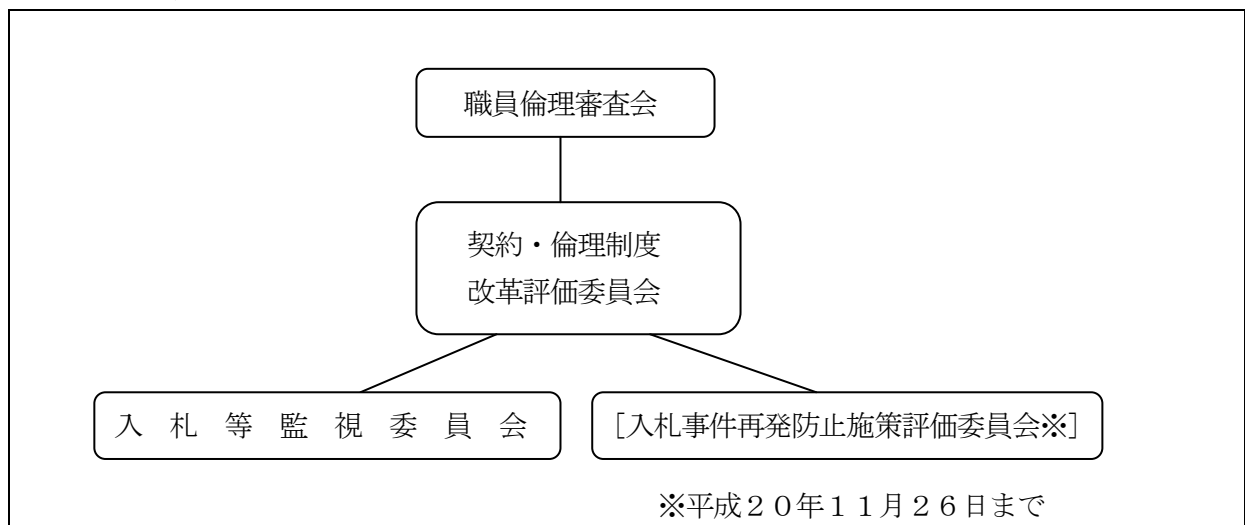 職員倫理審査会
契約・倫理制度
改革評価委員会
入札等監視委員会
[入札事件再発防止施策評価委員会※]
※平成２０年１１月２６日まで